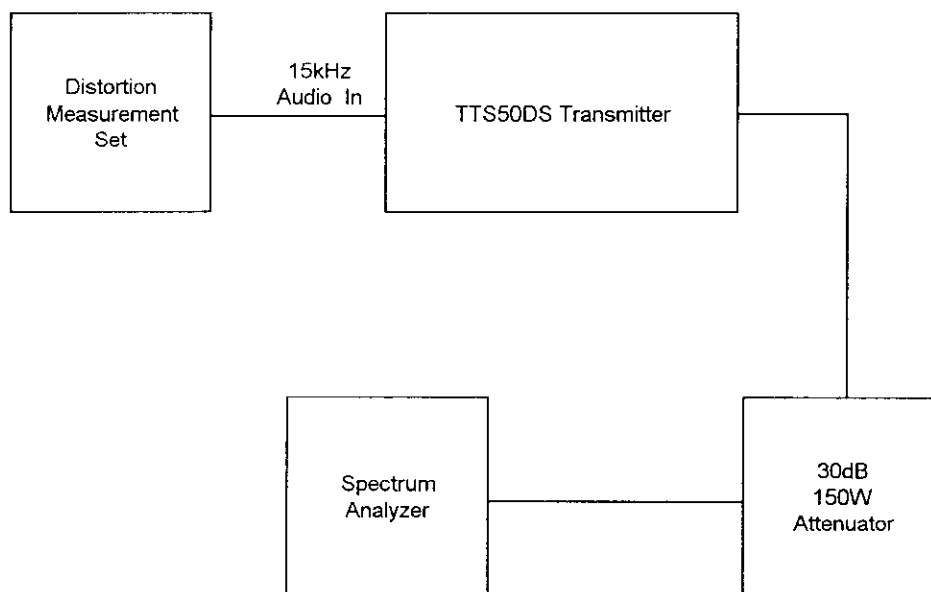 Distortion
Measurement
Set
15kHz
Audio In
TTS50DS Transmitter
Spectrum
Analyzer
30dB
150W
Attenuator